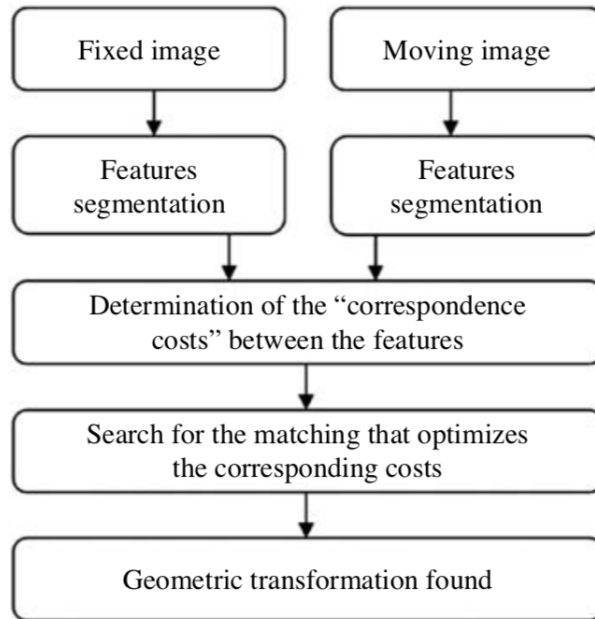 Fixed image
Moving image
Features
segmentation
Features
segmentation
Determination of the “correspondence
costs” between the features
Search for the matching that optimizes
the corresponding costs
Geometric transformation found